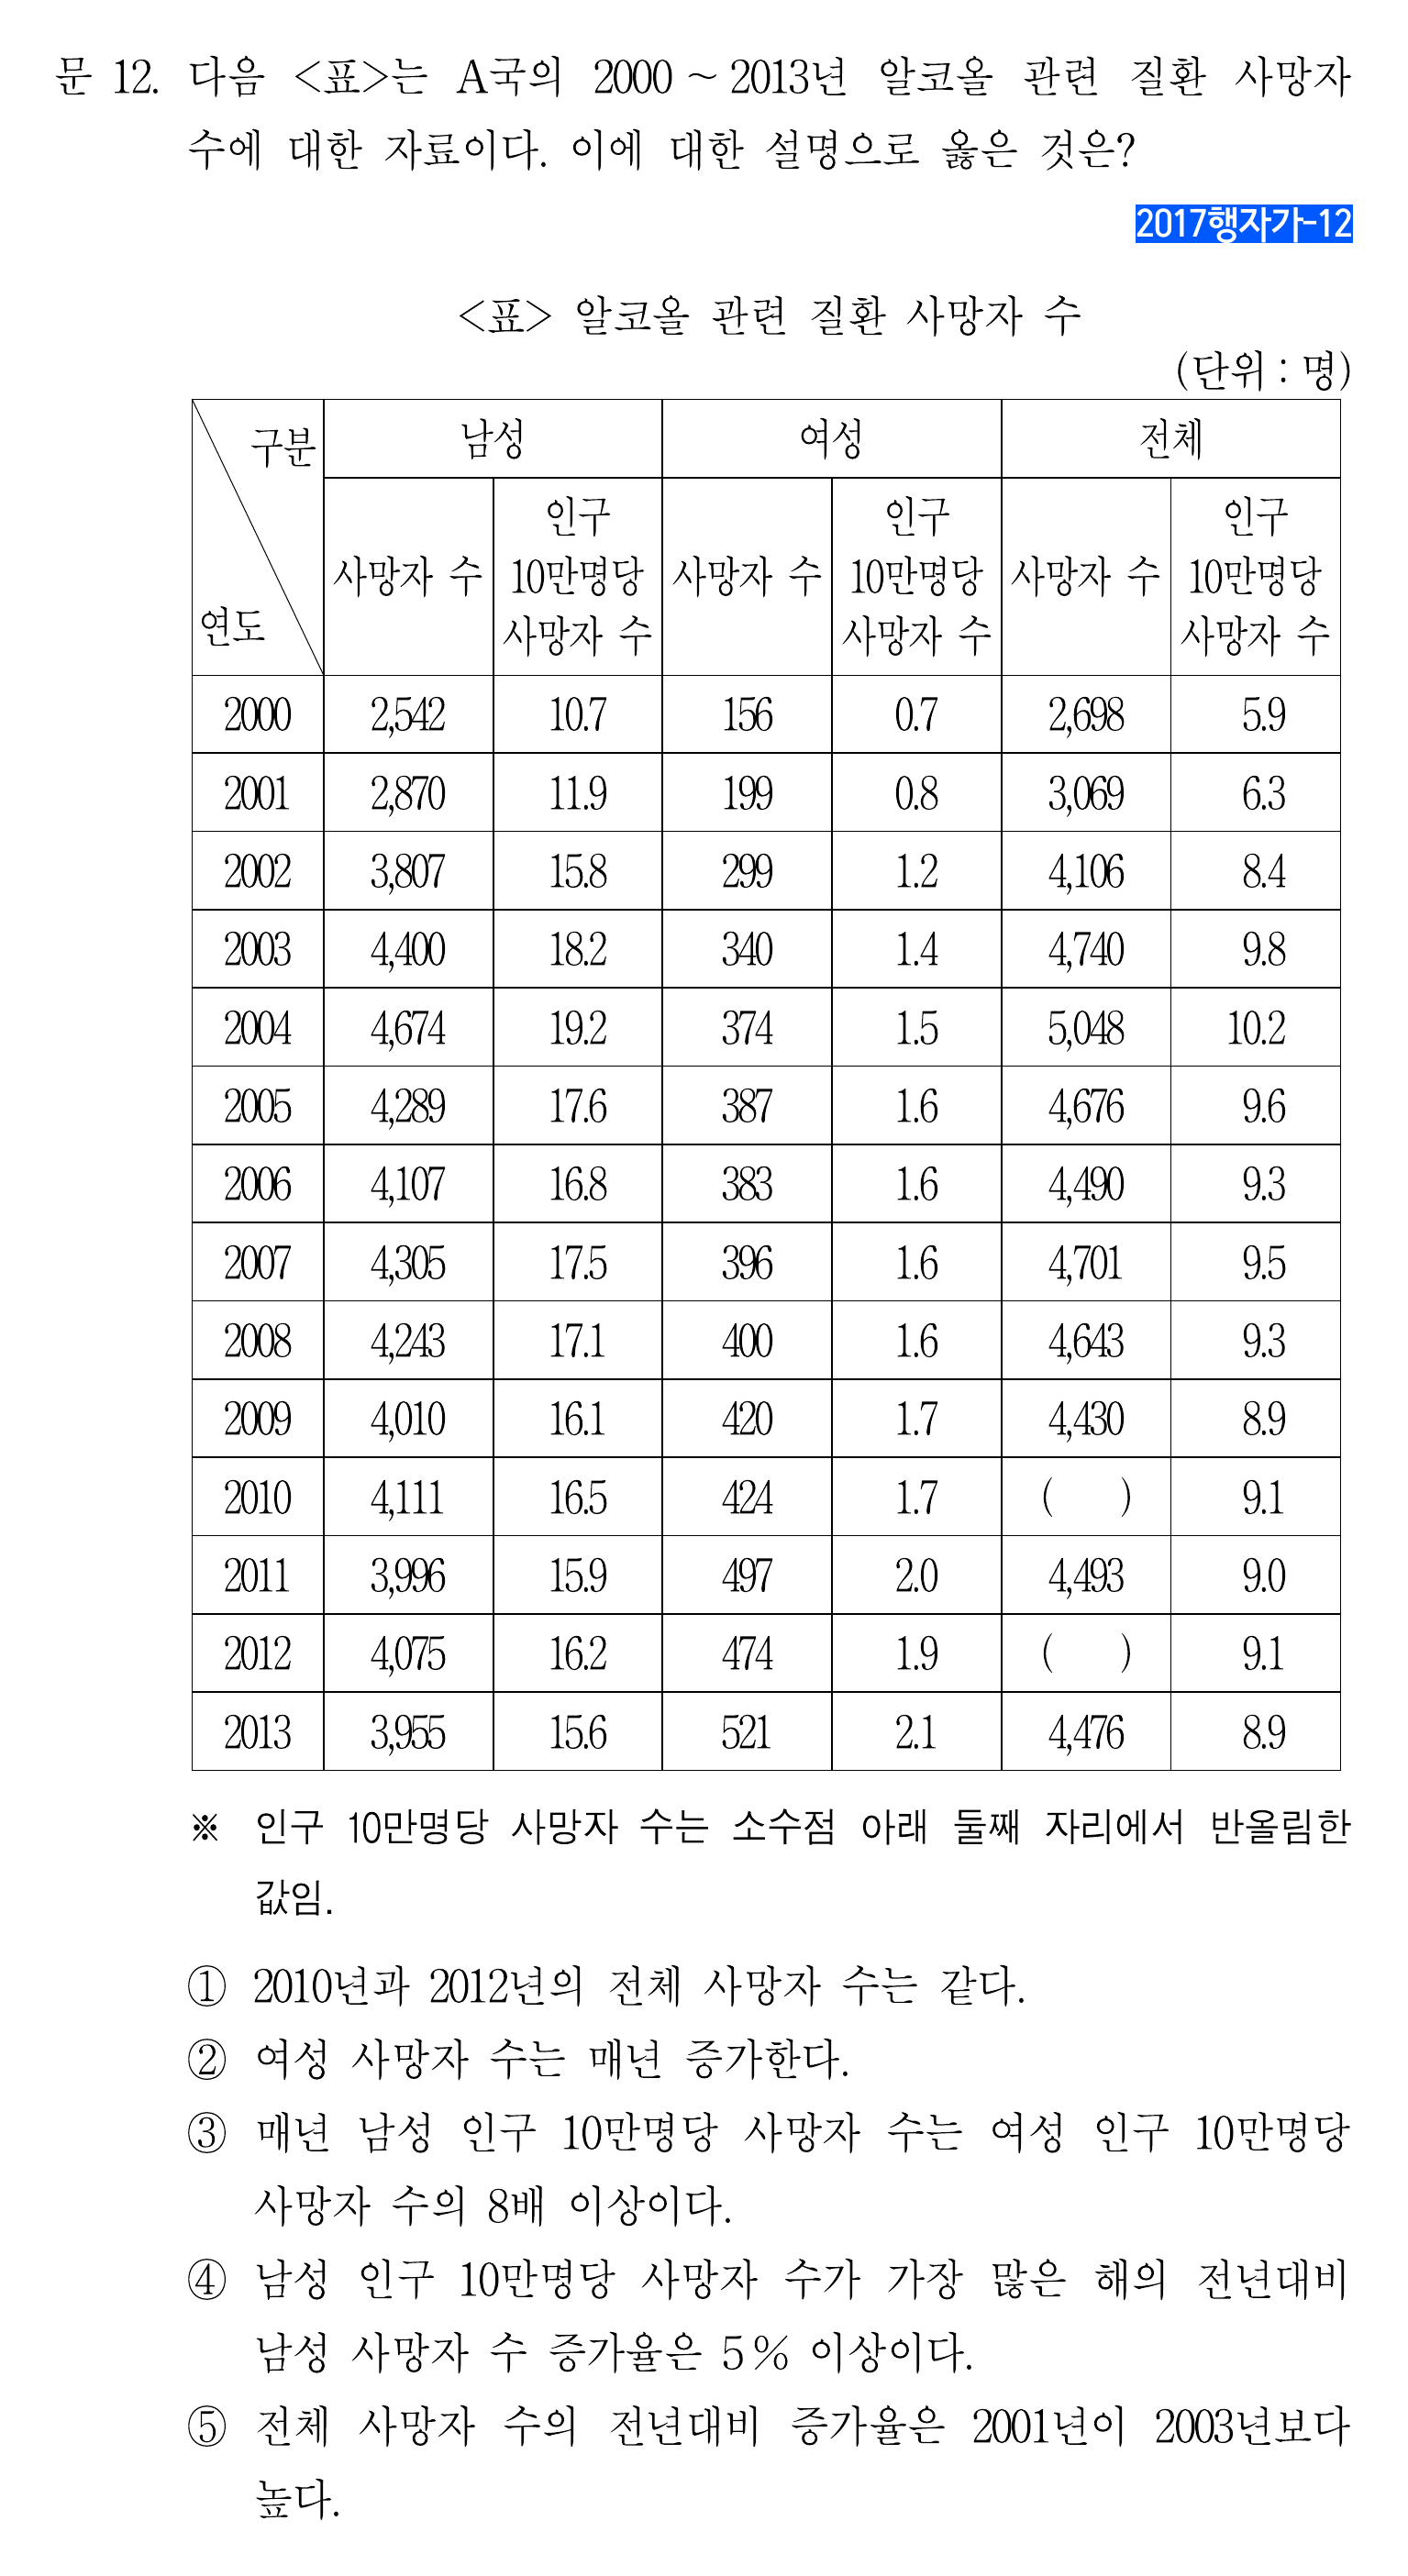 문 12. 다음 <표>는 A국의 2000 ~ 2013년 알코올 관련 질환 사망자
수에 대한 자료이다. 이에 대한 설명으로 옳은 것은?
2017행자가-12
<표> 알코올 관련 질환 사망자 수
(단위 : 명)
구분 남성 여성 전체
연도 사망자 수 인구 10만명당 사망자 수 사망자 수 인구 10만명당 사망자 수 사망자 수 인구 10만명당 사망자 수
2000 2,542 10.7 156 0.7 2,698 5.9
2001 2,870 11.9 199 0.8 3,069 6.3
2002 3,807 15.8 299 1.2 4,106 8.4
2003 4,400 18.2 340 1.4 4,740 9.8
2004 4,674 19.2 374 1.5 5,048 10.2
2005 4,289 17.6 387 1.6 4,676 9.6
2006 4,107 16.8 383 1.6 4,490 9.3
2007 4,305 17.5 396 1.6 4,701 9.5
2008 4,243 17.1 400 1.6 4,643 9.3
2009 4,010 16.1 420 1.7 4,430 8.9
2010 4,111 16.5 424 1.7 ( ) 9.1
2011 3,996 15.9 497 2.0 4,493 9.0
2012 4,075 16.2 474 1.9 ( ) 9.1
2013 3,955 15.6 521 2.1 4,476 8.9
※ 인구 10만명당 사망자 수는 소수점 아래 둘째 자리에서 반올림한
값임.
① 2010년과 2012년의 전체 사망자 수는 같다.
② 여성 사망자 수는 매년 증가한다.
③ 매년 남성 인구 10만명당 사망자 수는 여성 인구 10만명당
사망자 수의 8배 이상이다.
④ 남성 인구 10만명당 사망자 수가 가장 많은 해의 전년대비
남성 사망자 수 증가율은 5 % 이상이다.
⑤ 전체 사망자 수의 전년대비 증가율은 2001년이 2003년보다
높다.